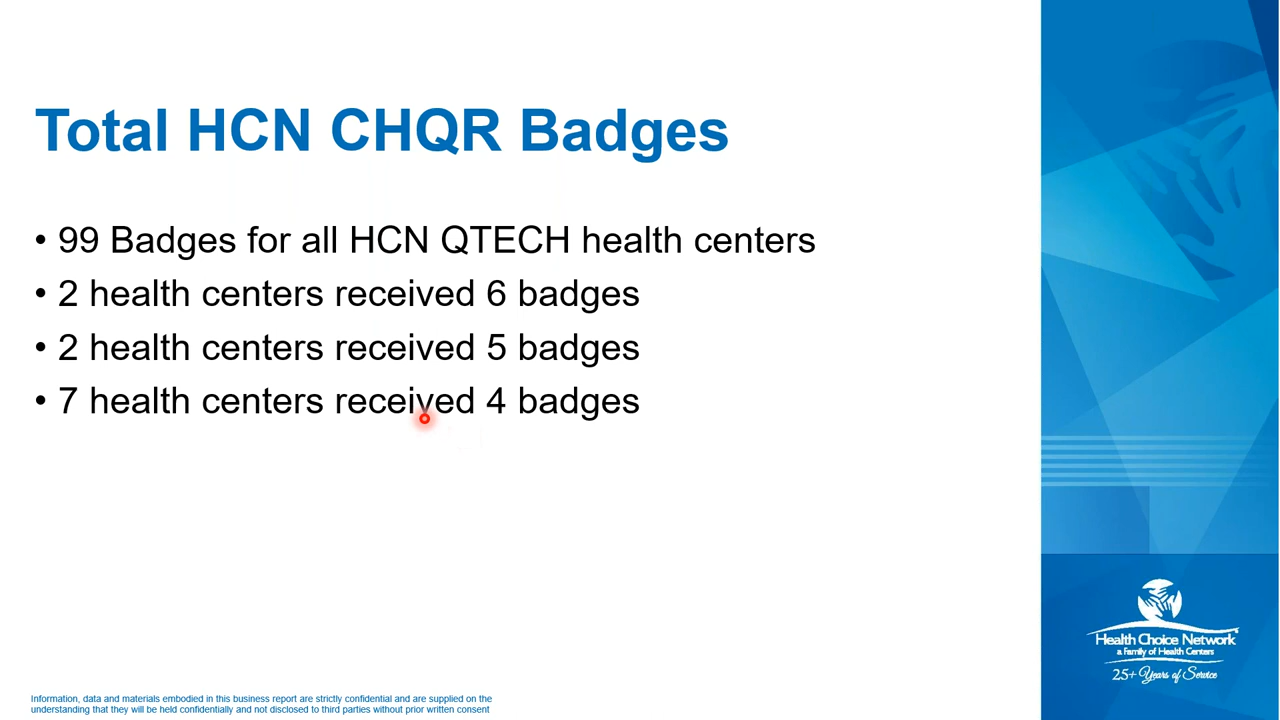 Total HCN CHQR Badges
• 99 Badges for all HCN QTECH health centers
• 2 health centers received 6 badges
• 2 health centers received 5 badges
• 7 health centers received 4 badges
Health Choice Network
a Family of Health Centers
25+ Years of Service
Information, data and materials embodied in this business report are strictly confidential and are supplied on the
understanding that they will be held confidentially and not disclosed to third parties without prior written consent